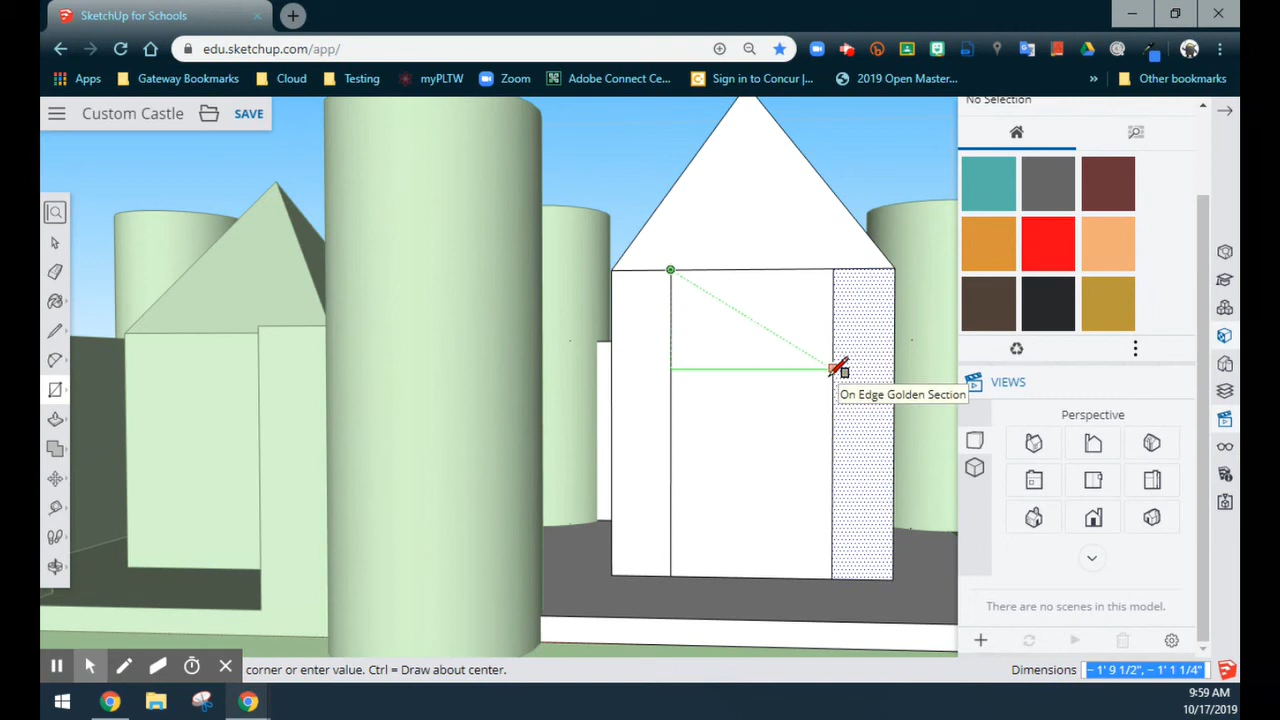 SketchUp for Schools
edu.sketchup.com/app/
Apps
Gateway Bookmarks
Cloud
Testing
myPLTW
Zoom
Adobe Connect Ce...
Sign in to Concur |...
2019 Open Master...
»
Other bookmarks
Custom Castle
SAVE
No Selection
On Edge Golden Section
VIEWS
Perspective
There are no scenes in this model.
corner or enter value. Ctrl = Draw about center.
Dimensions
~ 1' 9 1/2", ~ 1' 1 1/4"
9:59 AM
10/17/2019